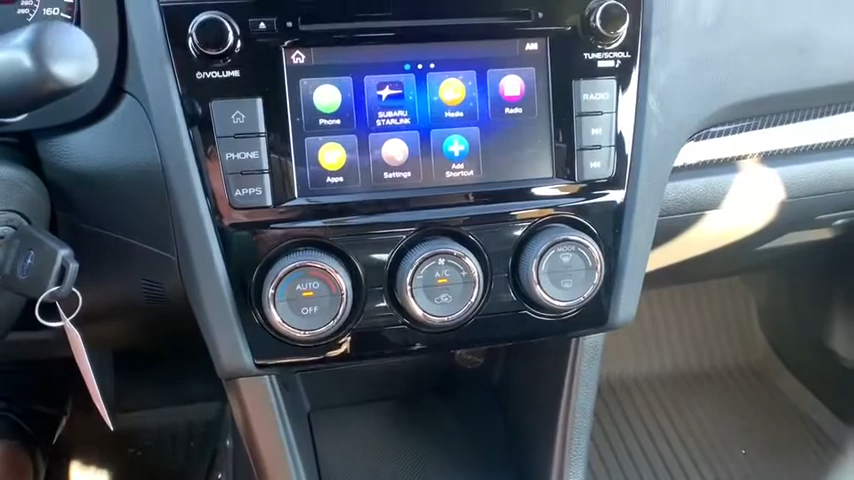 160
SUBARU
VOLUME
TUNE/SCROLL
AM
Phone
SUBARU
STARLINK
Media
Radio
Apps
Settings
Add
Shortcut
PHONE
APPS
RADIO
AUTO
OFF
A/C
MODE